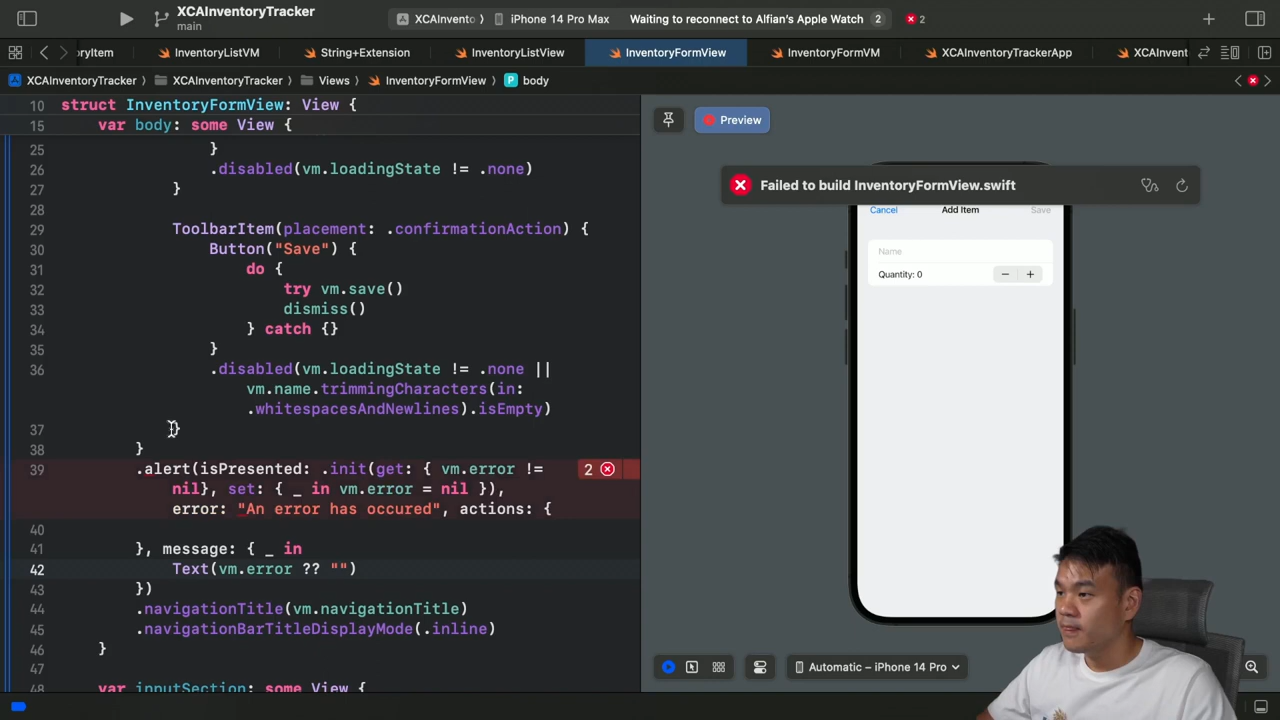 XCAInventoryTracker
main
XCAInvento
iPhone 14 Pro Max
Waiting to reconnect to Alfian's Apple Watch
2
2
ryItem
InventoryListVM
String+Extension
InventoryListView
InventoryFormView
InventoryFormVM
XCAInventoryTrackerApp
XCAInvent
XCAInventoryTracker
XCAInventoryTracker
Views
InventoryFormView
P body
10 struct InventoryFormView: View {
15 var body: some View {
25 }
26 .disabled(vm.loadingState != .none)
27 }
28
29 ToolbarItem(placement: .confirmationAction) {
30 Button("Save") {
31 do {
32 try vm.save()
33 dismiss()
34 } catch {}
35 }
36 .disabled(vm.loadingState != .none ||
vm.name.trimmingCharacters(in:
.whitespacesAndNewlines).isEmpty)
37 }
38 }
39 .alert(isPresented: .init(get: { vm.error != 2
nil}, set: { _ in vm.error = nil }),
error: "An error has occured", actions: {
40
41 }, message: { _ in
42 Text(vm.error ?? "")
43 })
44 .navigationTitle(vm.navigationTitle)
45 .navigationBarTitleDisplayMode(.inline)
46 }
47
48 var inputSection: some View {
Preview
Failed to build InventoryFormView.swift
Cancel
Add Item
Save
Name
Quantity: 0
Automatic – iPhone 14 Pro